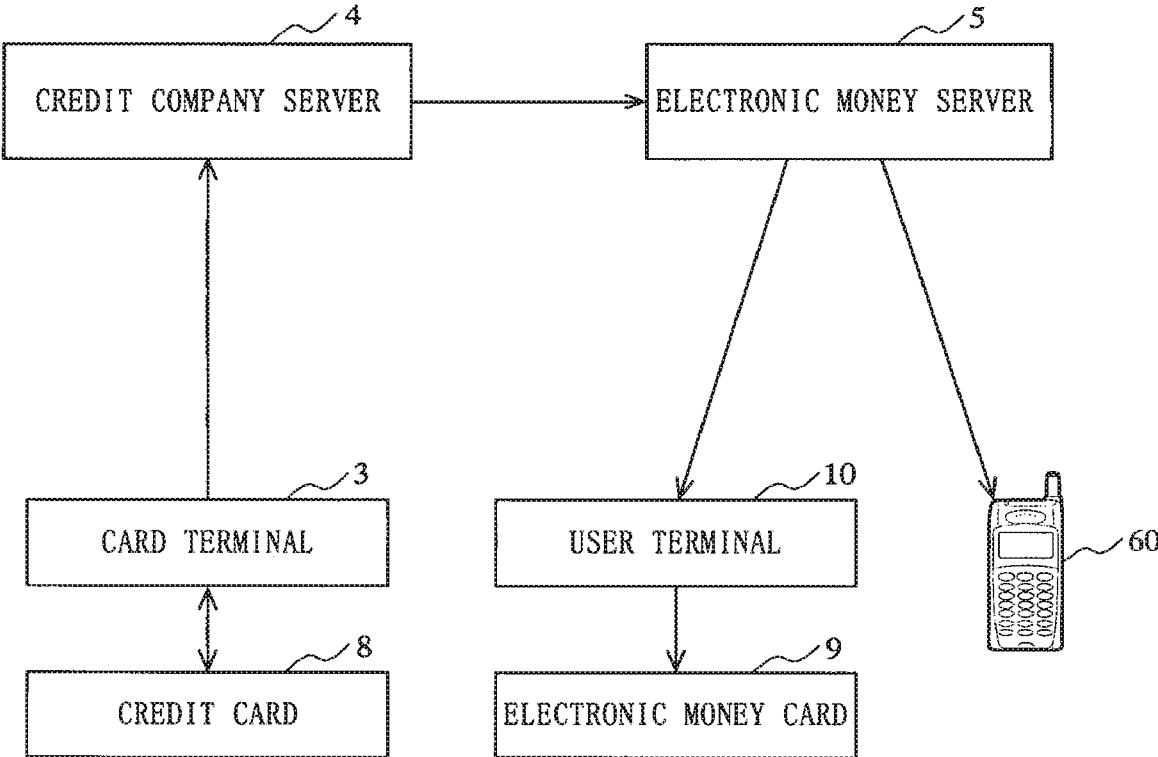 4
5
CREDIT COMPANY SERVER
ELECTRONIC MONEY SERVER
3
10
CARD TERMINAL
USER TERMINAL
60
8
9
CREDIT CARD
ELECTRONIC MONEY CARD